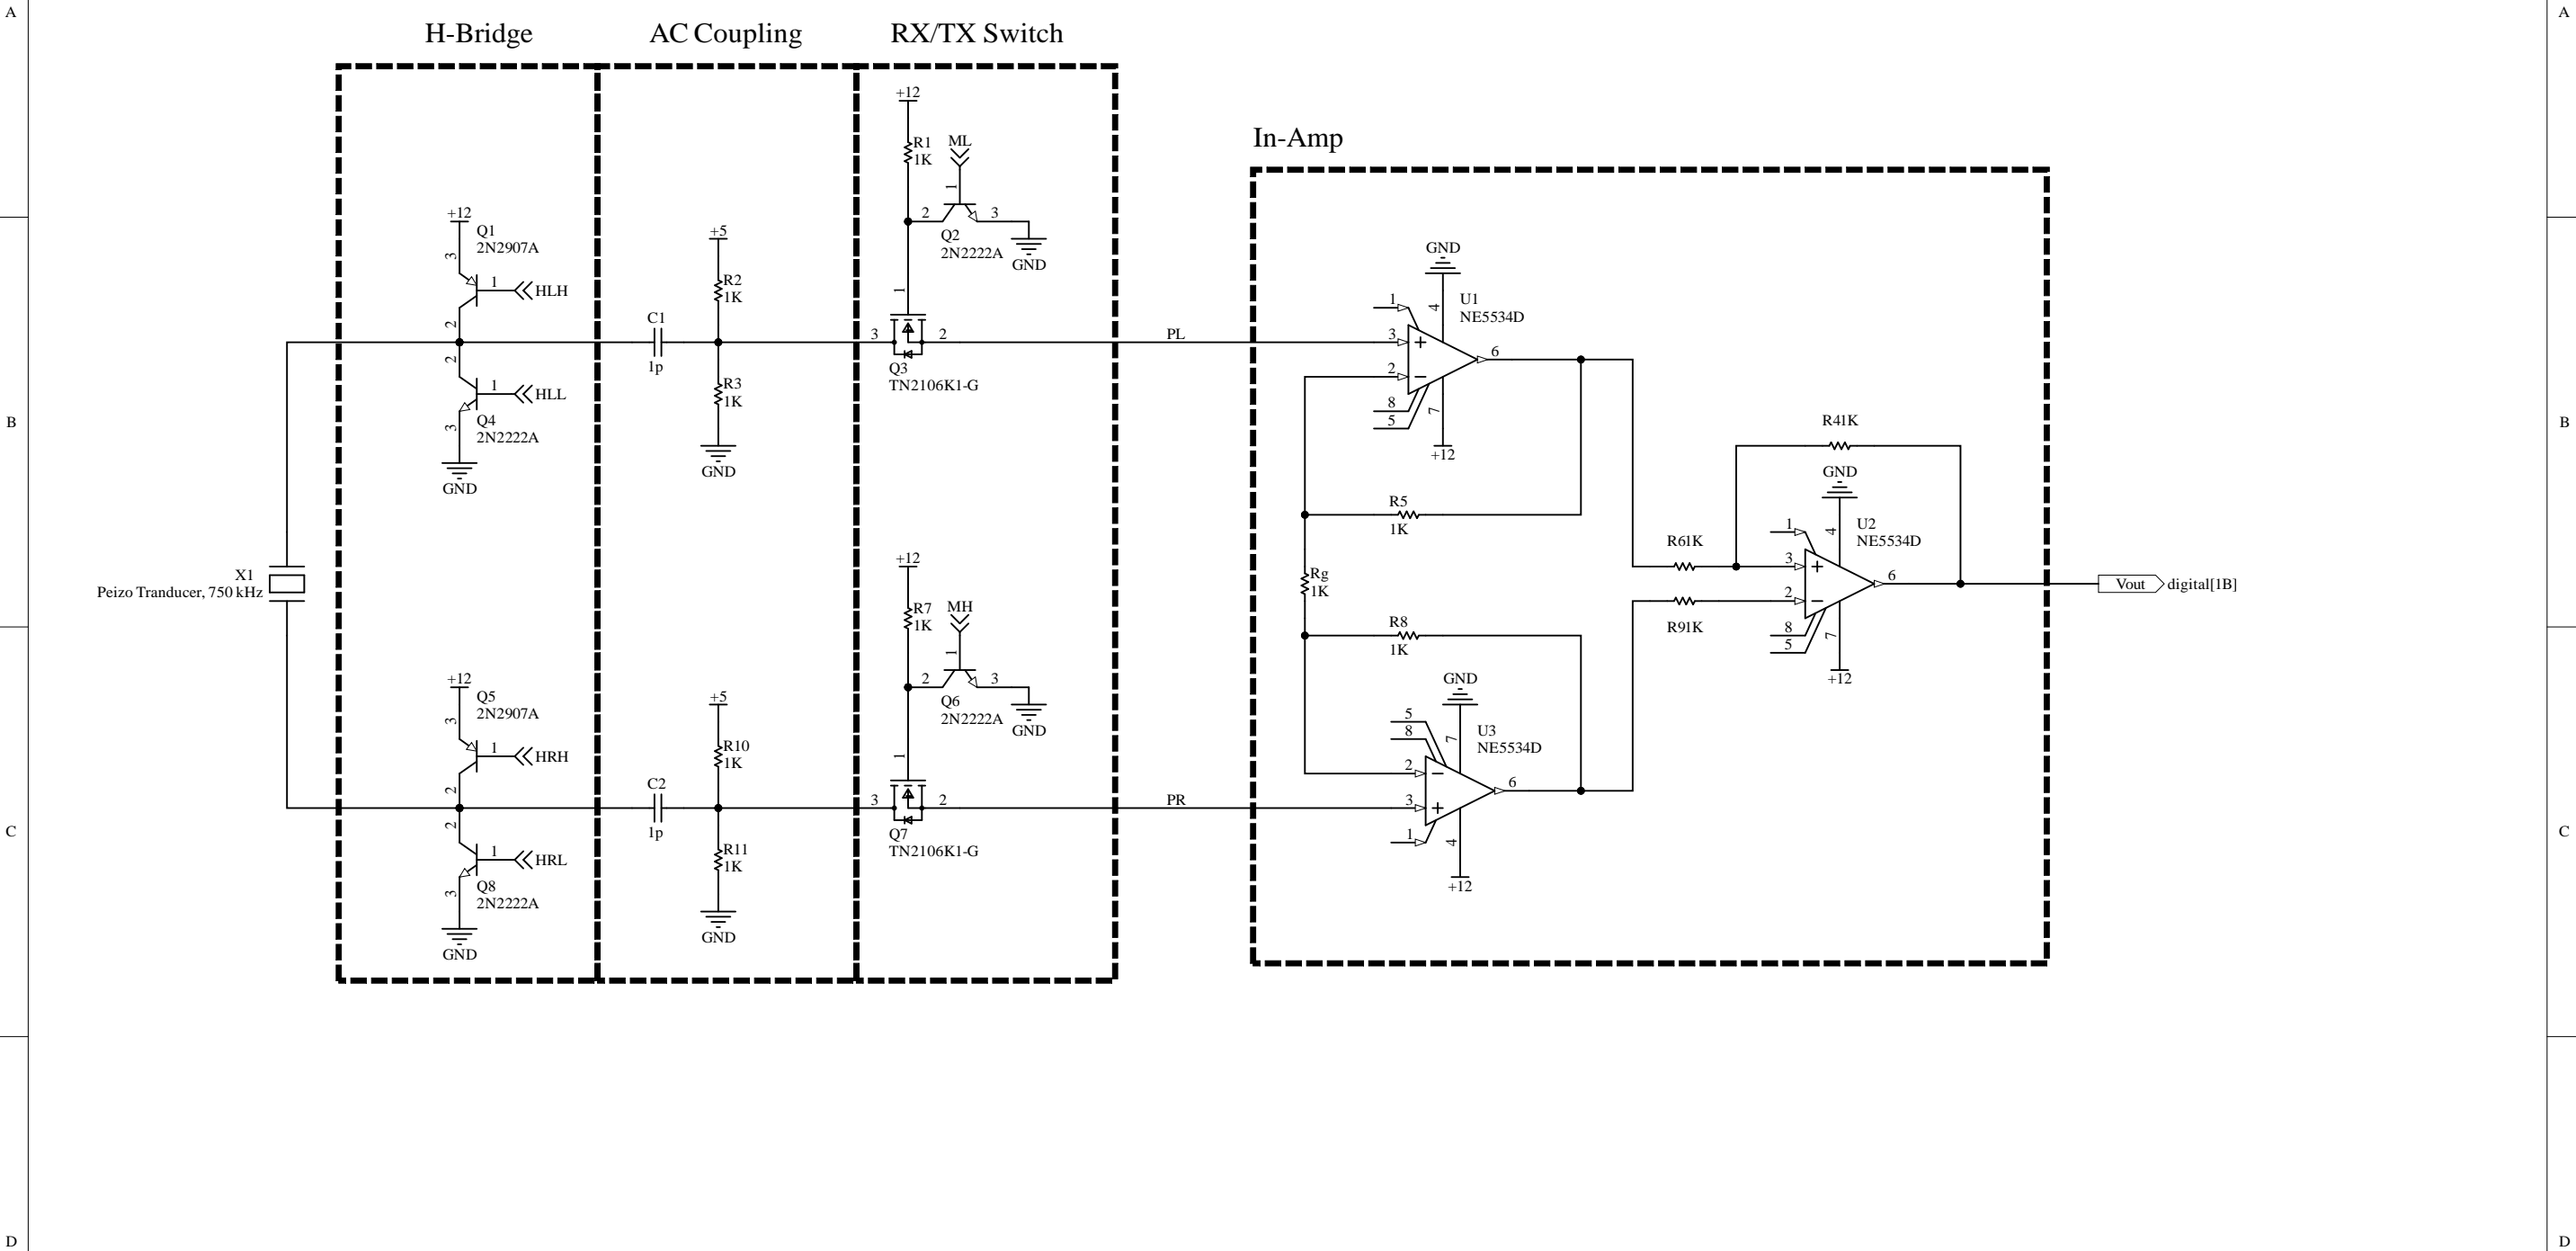 A
A
H-Bridge
AC Coupling
RX/TX Switch
+12
R1
1K
ML
1
2
3
Q2
2N2222A
GND
1
3
2
Q3
TN2106K1-G
PL
+12
Q1
2N2907A
3
1
HLH
2
2
1
HLL
Q4
2N2222A
3
GND
+5
R2
1K
C1
1p
R3
1K
GND
In-Amp
GND
4
U1
NE5534D
1
3
2
6
8
5
7
+12
B
B
R5
1K
Rg
1K
R8
1K
R41K
GND
4
U2
NE5534D
1
R61K
3
2
6
R91K
8
5
7
+12
Vout
digital[1B]
X1
Peizo Tranducer, 750 kHz
+12
R7
1K
MH
1
2
3
Q6
2N2222A
GND
1
3
2
Q7
TN2106K1-G
PR
+12
Q5
2N2907A
3
1
HRH
2
2
1
HRL
Q8
2N2222A
3
GND
+5
R10
1K
C2
1p
R11
1K
GND
GND
5
8
7
U3
NE5534D
2
3
6
1
4
+12
C
C
D
D